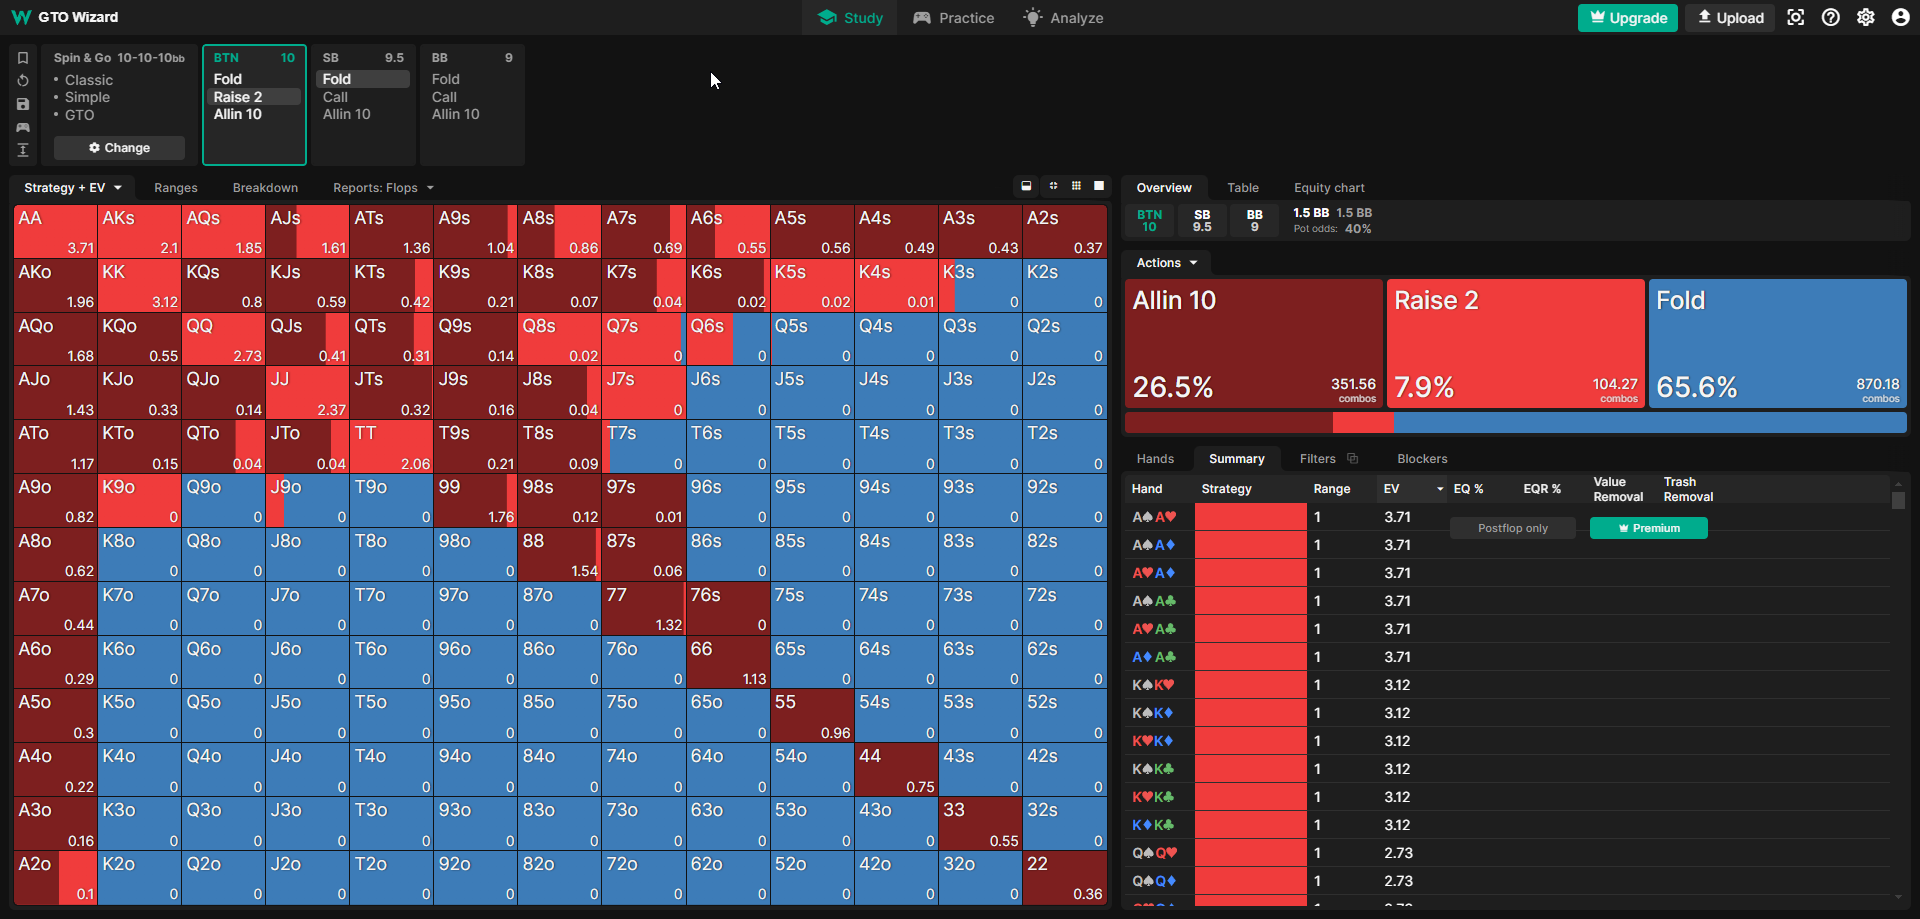 GTO Wizard
Study
Practice
Analyze
Upgrade
Upload
Spin & Go 10-10-10bb
• Classic
• Simple
• GTO
Change
BTN 10
Fold
Raise 2
Allin 10
SB 9.5
Fold
Call
Allin 10
BB 9
Fold
Call
Allin 10
Strategy + EV
Ranges
Breakdown
Reports: Flops
AA AKs AQs AJs ATs A9s A8s A7s A6s A5s A4s A3s A2s
3.71 2.1 1.85 1.61 1.36 1.04 0.86 0.69 0.55 0.56 0.49 0.43 0.37
AKo KK KQs KJs KTs K9s K8s K7s K6s K5s K4s K3s K2s
1.96 3.12 0.8 0.59 0.42 0.21 0.07 0.04 0.02 0.02 0.01 0 0
AQo KQo QQ QJs QTs Q9s Q8s Q7s Q6s Q5s Q4s Q3s Q2s
1.68 0.55 2.73 0.41 0.31 0.14 0.02 0 0 0 0 0 0
AJo KJo QJo JJ JTs J9s J8s J7s J6s J5s J4s J3s J2s
1.43 0.33 0.14 2.37 0.32 0.16 0.04 0 0 0 0 0 0
ATo KTo QTo JTo TT T9s T8s T7s T6s T5s T4s T3s T2s
1.17 0.15 0.04 0.04 2.06 0.21 0.09 0 0 0 0 0 0
A9o K9o Q9o J9o T9o 99 98s 97s 96s 95s 94s 93s 92s
0.82 0 0 0 0 1.76 0.12 0.01 0 0 0 0 0
A8o K8o Q8o J8o T8o 98o 88 87s 86s 85s 84s 83s 82s
0.62 0 0 0 0 0 1.54 0.06 0 0 0 0 0
A7o K7o Q7o J7o T7o 97o 87o 77 76s 75s 74s 73s 72s
0.44 0 0 0 0 0 0 1.32 0 0 0 0 0
A6o K6o Q6o J6o T6o 96o 86o 76o 66 65s 64s 63s 62s
0.29 0 0 0 0 0 0 0 1.13 0 0 0 0
A5o K5o Q5o J5o T5o 95o 85o 75o 65o 55 54s 53s 52s
0.3 0 0 0 0 0 0 0 0 0.96 0 0 0
A4o K4o Q4o J4o T4o 94o 84o 74o 64o 54o 44 43s 42s
0.22 0 0 0 0 0 0 0 0 0 0.75 0 0
A3o K3o Q3o J3o T3o 93o 83o 73o 63o 53o 43o 33 32s
0.16 0 0 0 0 0 0 0 0 0 0 0.55 0
A2o K2o Q2o J2o T2o 92o 82o 72o 62o 52o 42o 32o 22
0.1 0 0 0 0 0 0 0 0 0 0 0 0.36
Overview
Table
Equity chart
BTN 10
SB 9.5
BB 9
1.5 BB 1.5 BB
Pot odds: 40%
Actions
Allin 10
26.5% 351.56 combos
Raise 2
7.9% 104.27 combos
Fold
65.6% 870.18 combos
Hands
Summary
Filters
Blockers
Hand Strategy Range EV EQ % EQR % Value Removal Trash Removal
Postflop only
Premium
A♠A♥ 1 3.71
A♠A♦ 1 3.71
A♥A♦ 1 3.71
A♠A♣ 1 3.71
A♥A♣ 1 3.71
A♦A♣ 1 3.71
K♠K♥ 1 3.12
K♠K♦ 1 3.12
K♥K♦ 1 3.12
K♠K♣ 1 3.12
K♥K♣ 1 3.12
K♦K♣ 1 3.12
Q♠Q♥ 1 2.73
Q♠Q♦ 1 2.73